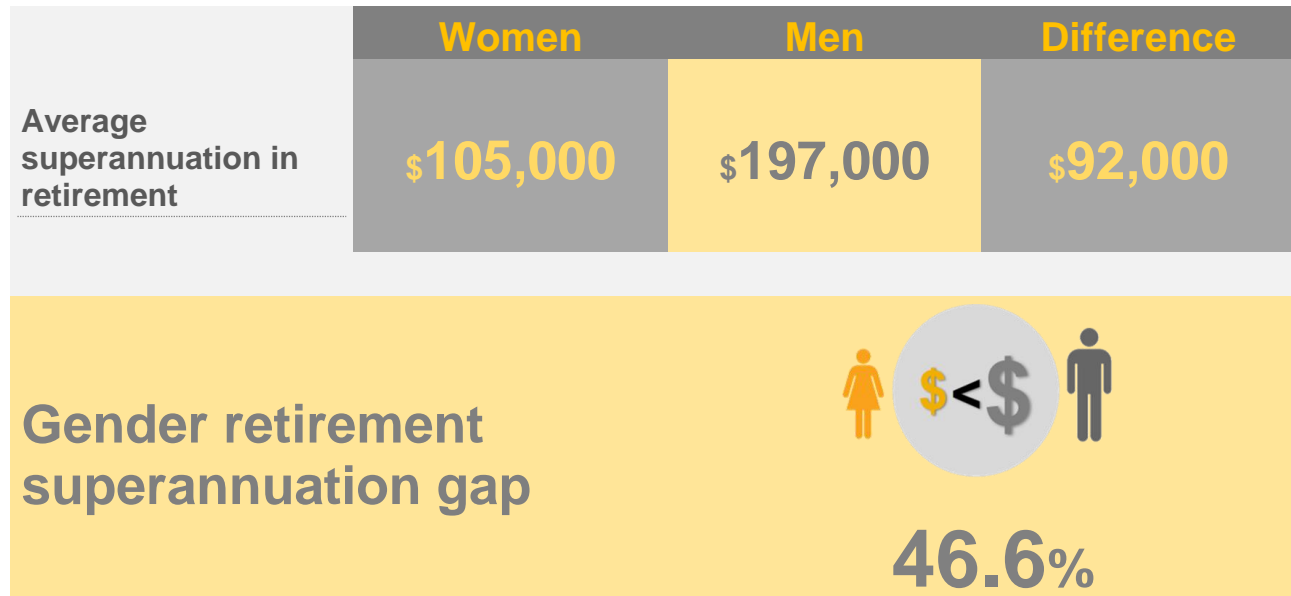 Women Men Difference
Average
superannuation in
retirement
$105,000 $197,000 $92,000
Gender retirement
superannuation gap
$<$
46.6%